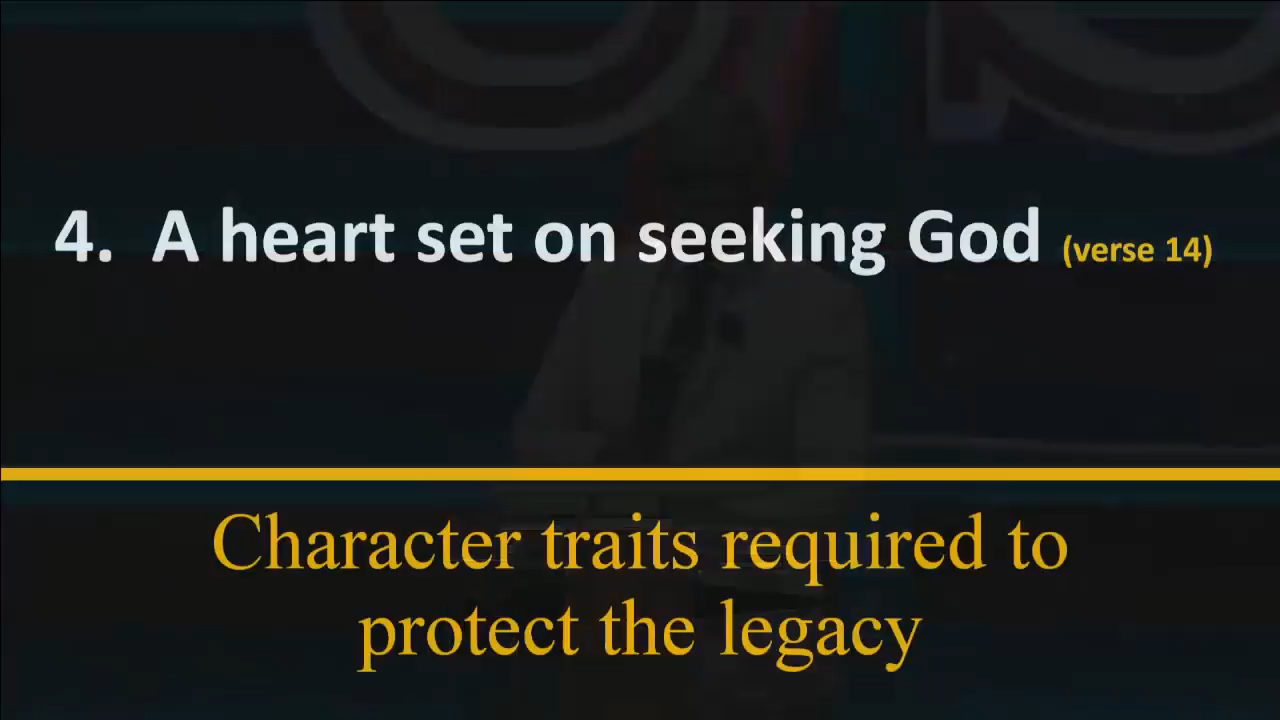 4. A heart set on seeking God (verse 14)
Character traits required to
protect the legacy